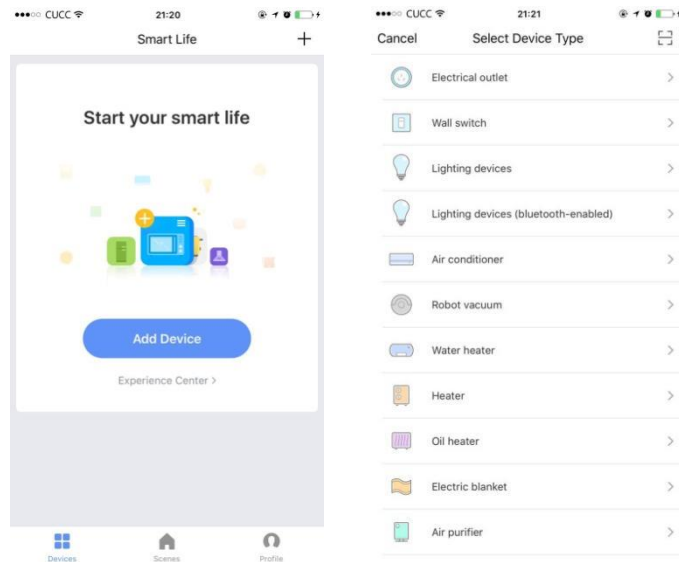 CUCC 21:20
Smart Life +
Start your smart life
Add Device
Experience Center >
Devices Scenes Profile
CUCC 21:21
Cancel Select Device Type
Electrical outlet
Wall switch
Lighting devices
Lighting devices (bluetooth-enabled)
Air conditioner
Robot vacuum
Water heater
Heater
Oil heater
Electric blanket
Air purifier